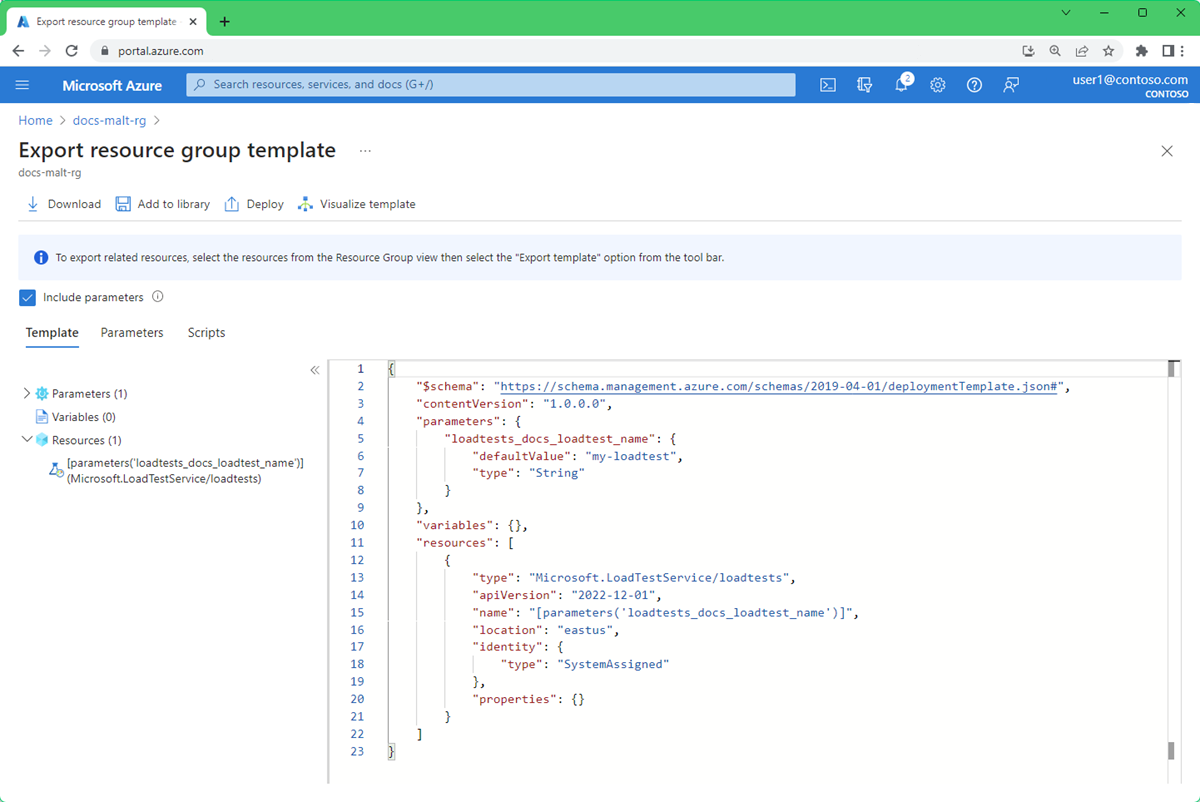 Export resource group template
portal.azure.com
Microsoft Azure
Search resources, services, and docs (G+/)
2
user1@contoso.com
CONTOSO
Home > docs-malt-rg >
Export resource group template ...
docs-malt-rg
Download Add to library Deploy Visualize template
To export related resources, select the resources from the Resource Group view then select the "Export template" option from the tool bar.
Include parameters
Template Parameters Scripts
Parameters (1)
Variables (0)
Resources (1)
[parameters('loadtests_docs_loadtest_name')]
(Microsoft.LoadTestService/loadtests)
1 {
2 "$schema": "https://schema.management.azure.com/schemas/2019-04-01/deploymentTemplate.json#",
3 "contentVersion": "1.0.0.0",
4 "parameters": {
5 "loadtests_docs_loadtest_name": {
6 "defaultValue": "my-loadtest",
7 "type": "String"
8 }
9 },
10 "variables": {},
11 "resources": [
12 {
13 "type": "Microsoft.LoadTestService/loadtests",
14 "apiVersion": "2022-12-01",
15 "name": "[parameters('loadtests_docs_loadtest_name')]",
16 "location": "eastus",
17 "identity": {
18 "type": "SystemAssigned"
19 },
20 "properties": {}
21 }
22 ]
23 }